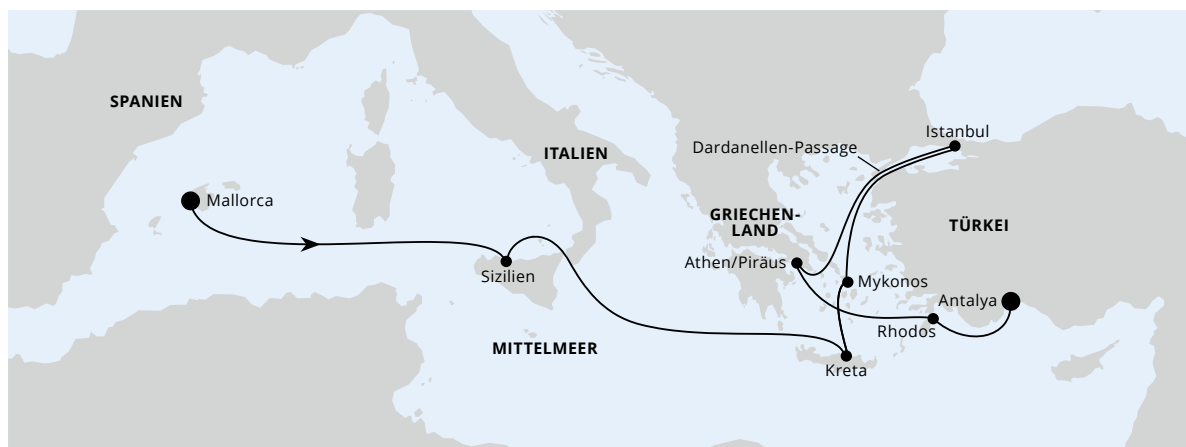 SPANIEN
Mallorca
ITALIEN
Sizilien
MITTELMEER
Istanbul
Dardanellen-Passage
GRIECHEN-
LAND
TÜRKEI
Athen/Piräus
Mykonos
Antalya
Rhodos
Kreta